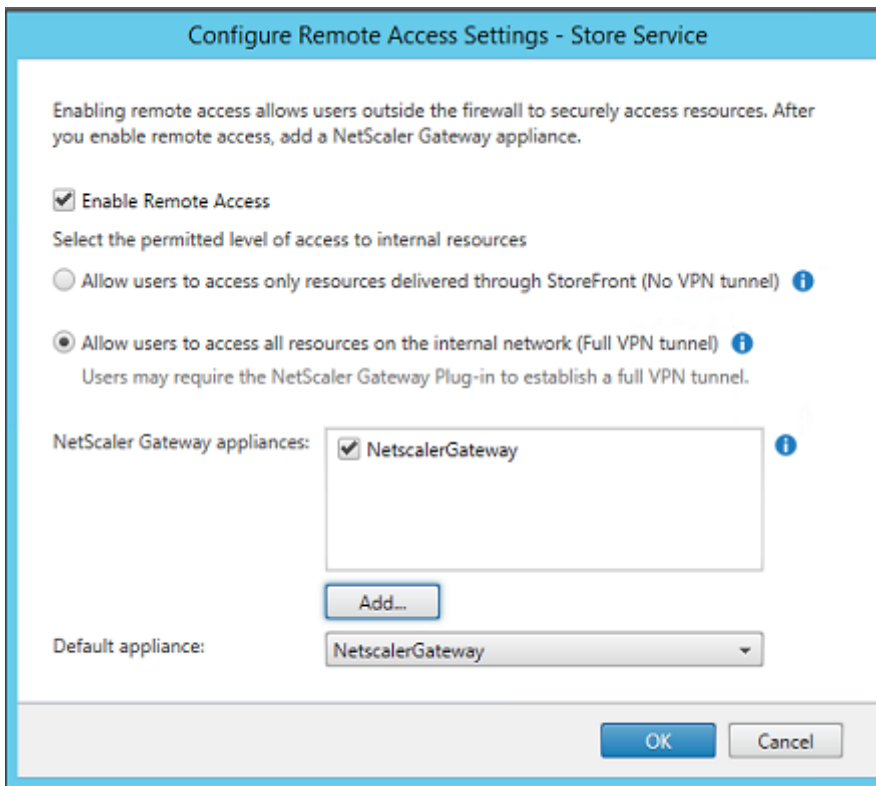 Configure Remote Access Settings - Store Service
Enabling remote access allows users outside the firewall to securely access resources. After
you enable remote access, add a NetScaler Gateway appliance.
Enable Remote Access
Select the permitted level of access to internal resources
Allow users to access only resources delivered through StoreFront (No VPN tunnel)
Allow users to access all resources on the internal network (Full VPN tunnel)
Users may require the NetScaler Gateway Plug-in to establish a full VPN tunnel.
NetScaler Gateway appliances:
NetscalerGateway
Add...
Default appliance:
NetscalerGateway
OK
Cancel